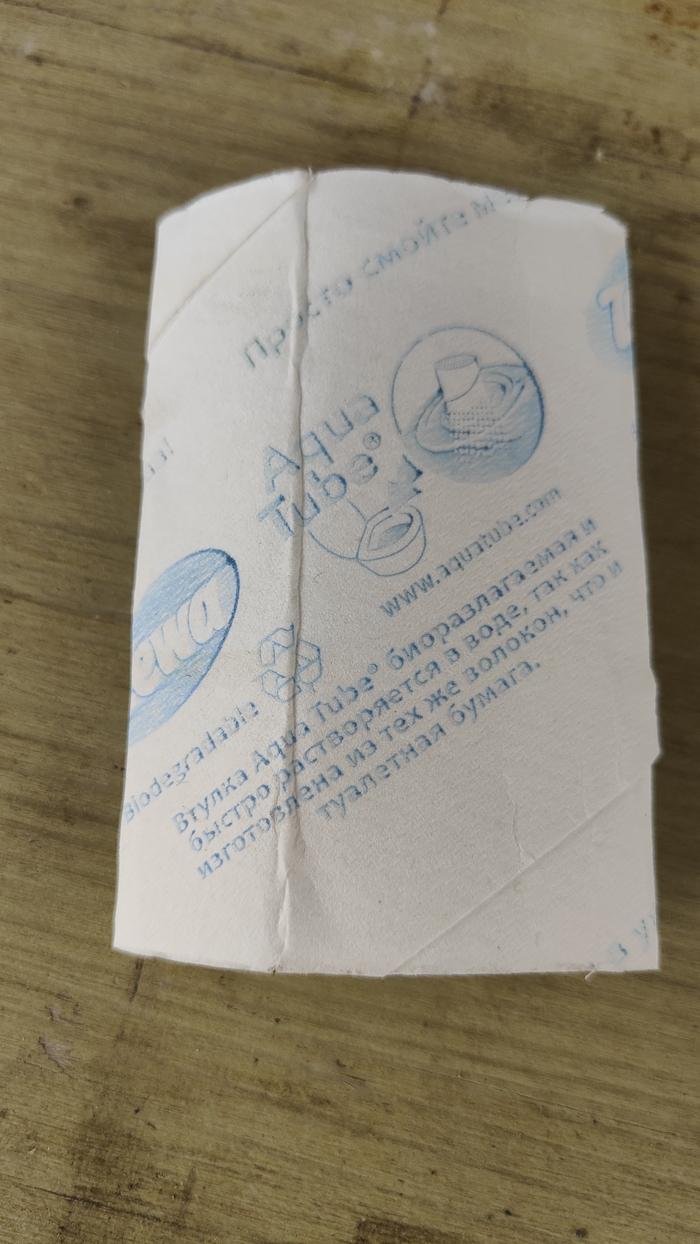 Просто смойте
Aqua
Tube®
www.aquatube.com
ewa
Biodegradable
Втулка Aqua Tube® биоразлагаемая и
быстро растворяется в воде, так как
изготовлена из тех же волокон, что и
туалетная бумага.